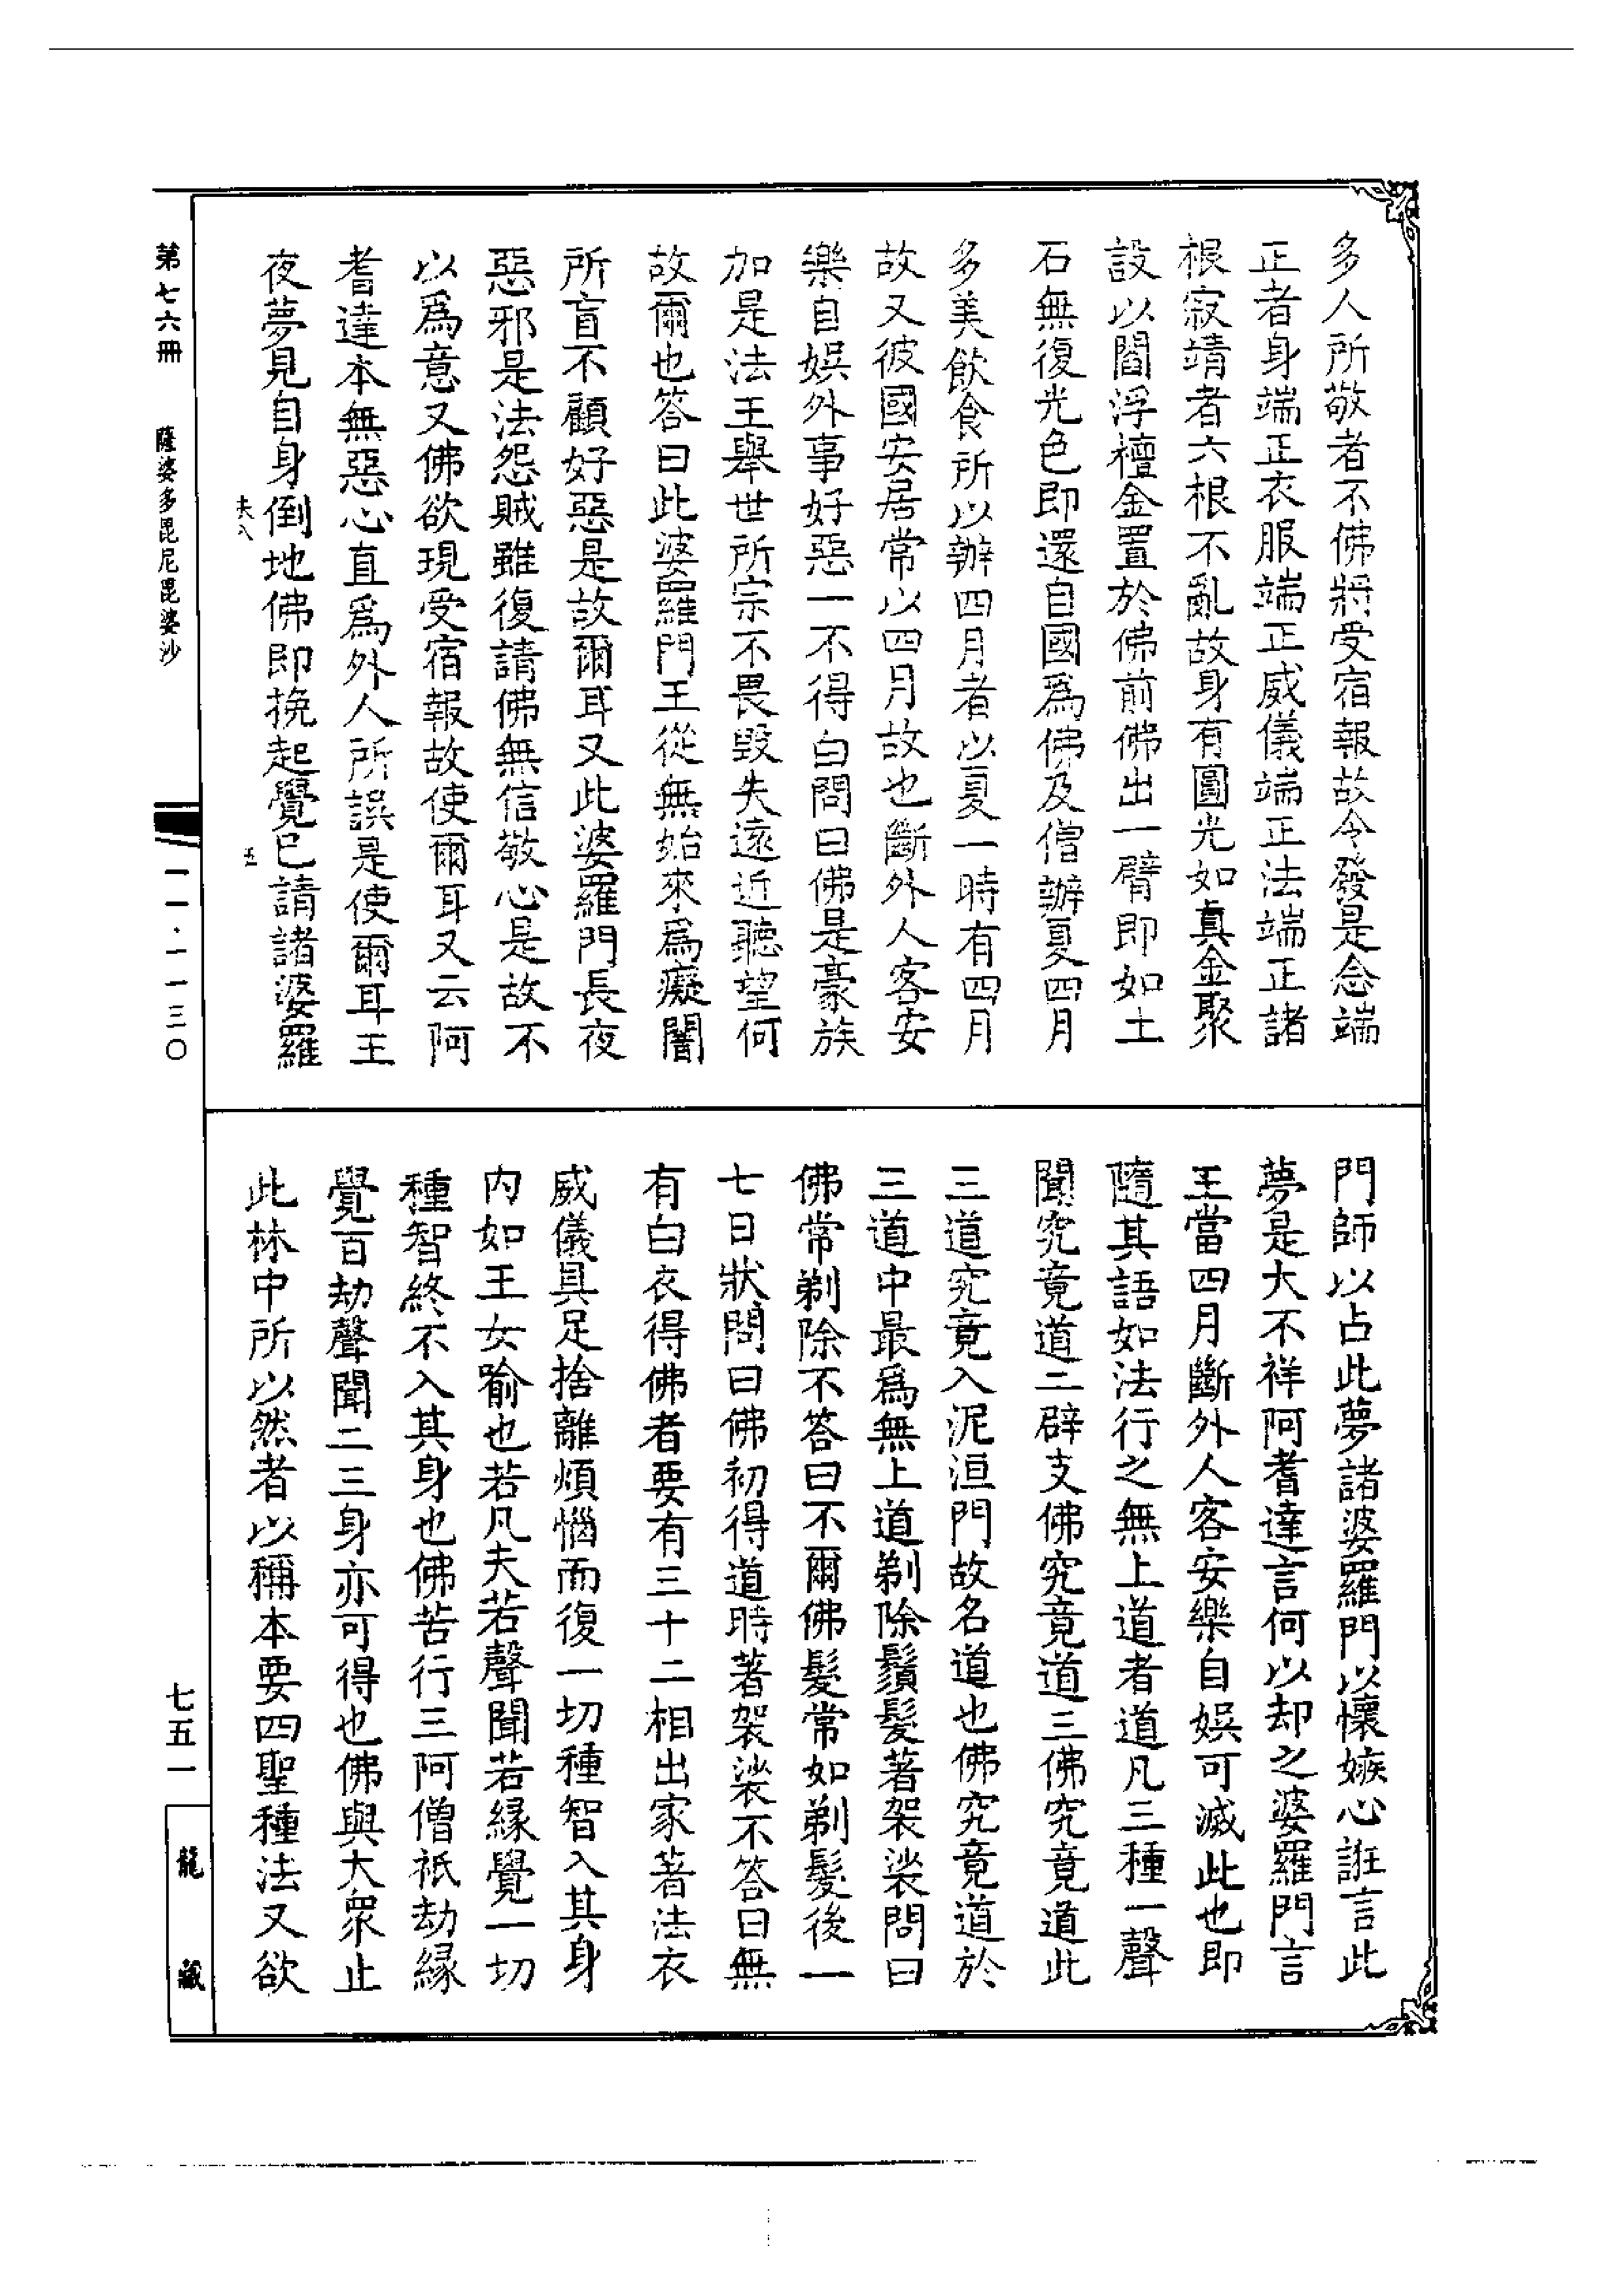 多人所敬者不佛將受宿報故令發是念端
正者身端正衣服端正威儀端正法端正諸
根寂靖者六根不亂故身有圓光如真金聚
設以閻浮檀金置於佛前佛出一臂即如土
石無復光色即還自國爲佛及僧辦夏四月
多美飲食所以辦四月者以夏一時有四月
故又彼國安居常以四月故也斷外人客安
樂自娛外事好惡一不得白問曰佛是豪族
加是法王舉世所宗不畏毀失遠近聽望何
故爾也答曰此婆羅門王從無始來爲癡闇
所盲不顧好惡是故爾耳又此婆羅門長夜
惡邪是法怨賊雖復請佛無信敬心是故不
以爲意又佛欲現受宿報故使爾耳又云阿
耆達本無惡心直爲外人所誤是使爾耳王
夜夢見自身倒地佛即挽起覺已請諸婆羅
門師以占此夢諸婆羅門以懷嫉心誑言此
夢是大不祥阿耆達言何以却之婆羅門言
王當四月斷外人客安樂自娛可滅此也即
隨其語如法行之無上道者道凡三種一聲
聞究竟道二辟支佛究竟道三佛究竟道此
三道究竟入泥洹門故名道也佛究竟道於
三道中最爲無上道剃除鬚髮著袈裟問曰
佛常剃除不答曰不爾佛髮常如剃髮後一
七日狀問曰佛初得道時著袈裟不答曰無
有白衣得佛者要有三十二相出家著法衣
威儀具足捨離煩惱而復一切種智入其身
内如王女喻也若凡夫若聲聞若緣覺一切
種智終不入其身也佛苦行三阿僧祇劫緣
覺百劫聲聞二三身亦可得也佛與大眾止
此林中所以然者以稱本要四聖種法又欲
第七六冊
薩婆多毘尼毘婆沙
二一·一一三〇
七五一
龍藏